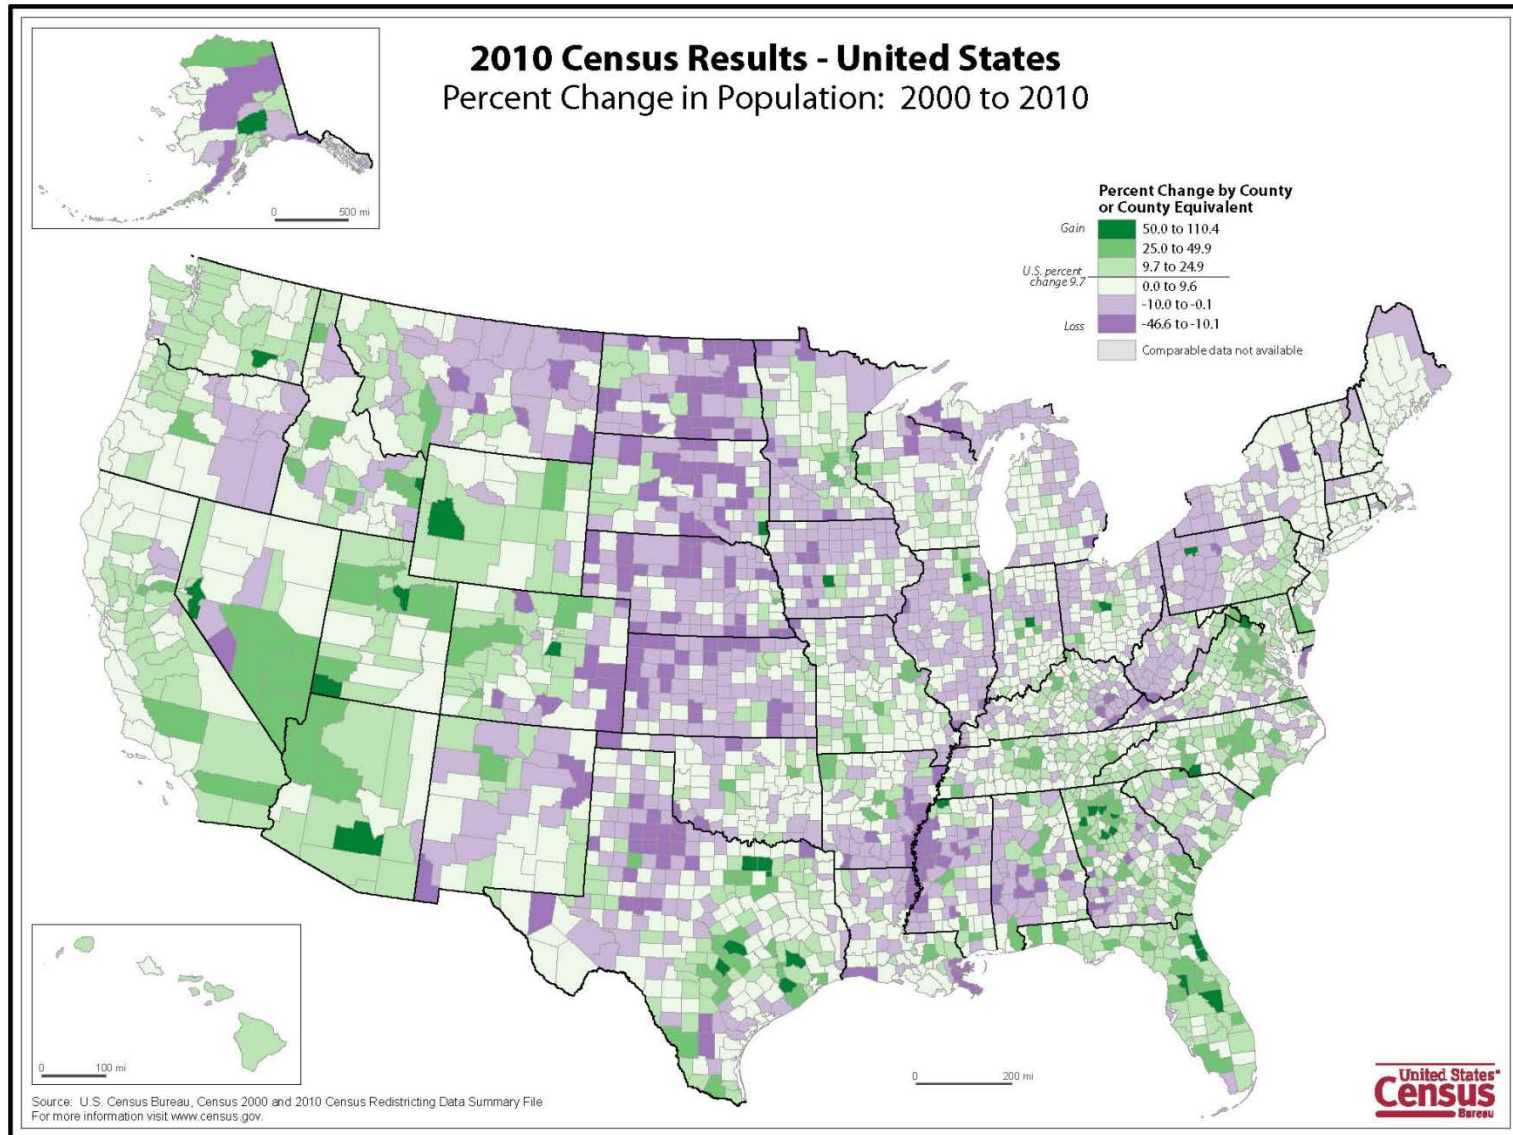 2010 Census Results - United States
Percent Change in Population: 2000 to 2010
0 500 mi
Percent Change by County
or County Equivalent
Gain
50.0 to 110.4
25.0 to 49.9
9.7 to 24.9
U.S. percent
change 9.7
0.0 to 9.6
-10.0 to -0.1
Loss
-46.6 to -10.1
Comparable data not available
0 100 mi
0 200 mi
Source: U.S. Census Bureau, Census 2000 and 2010 Census Redistricting Data Summary File
For more information visit www.census.gov.
United States™
Census
Bureau